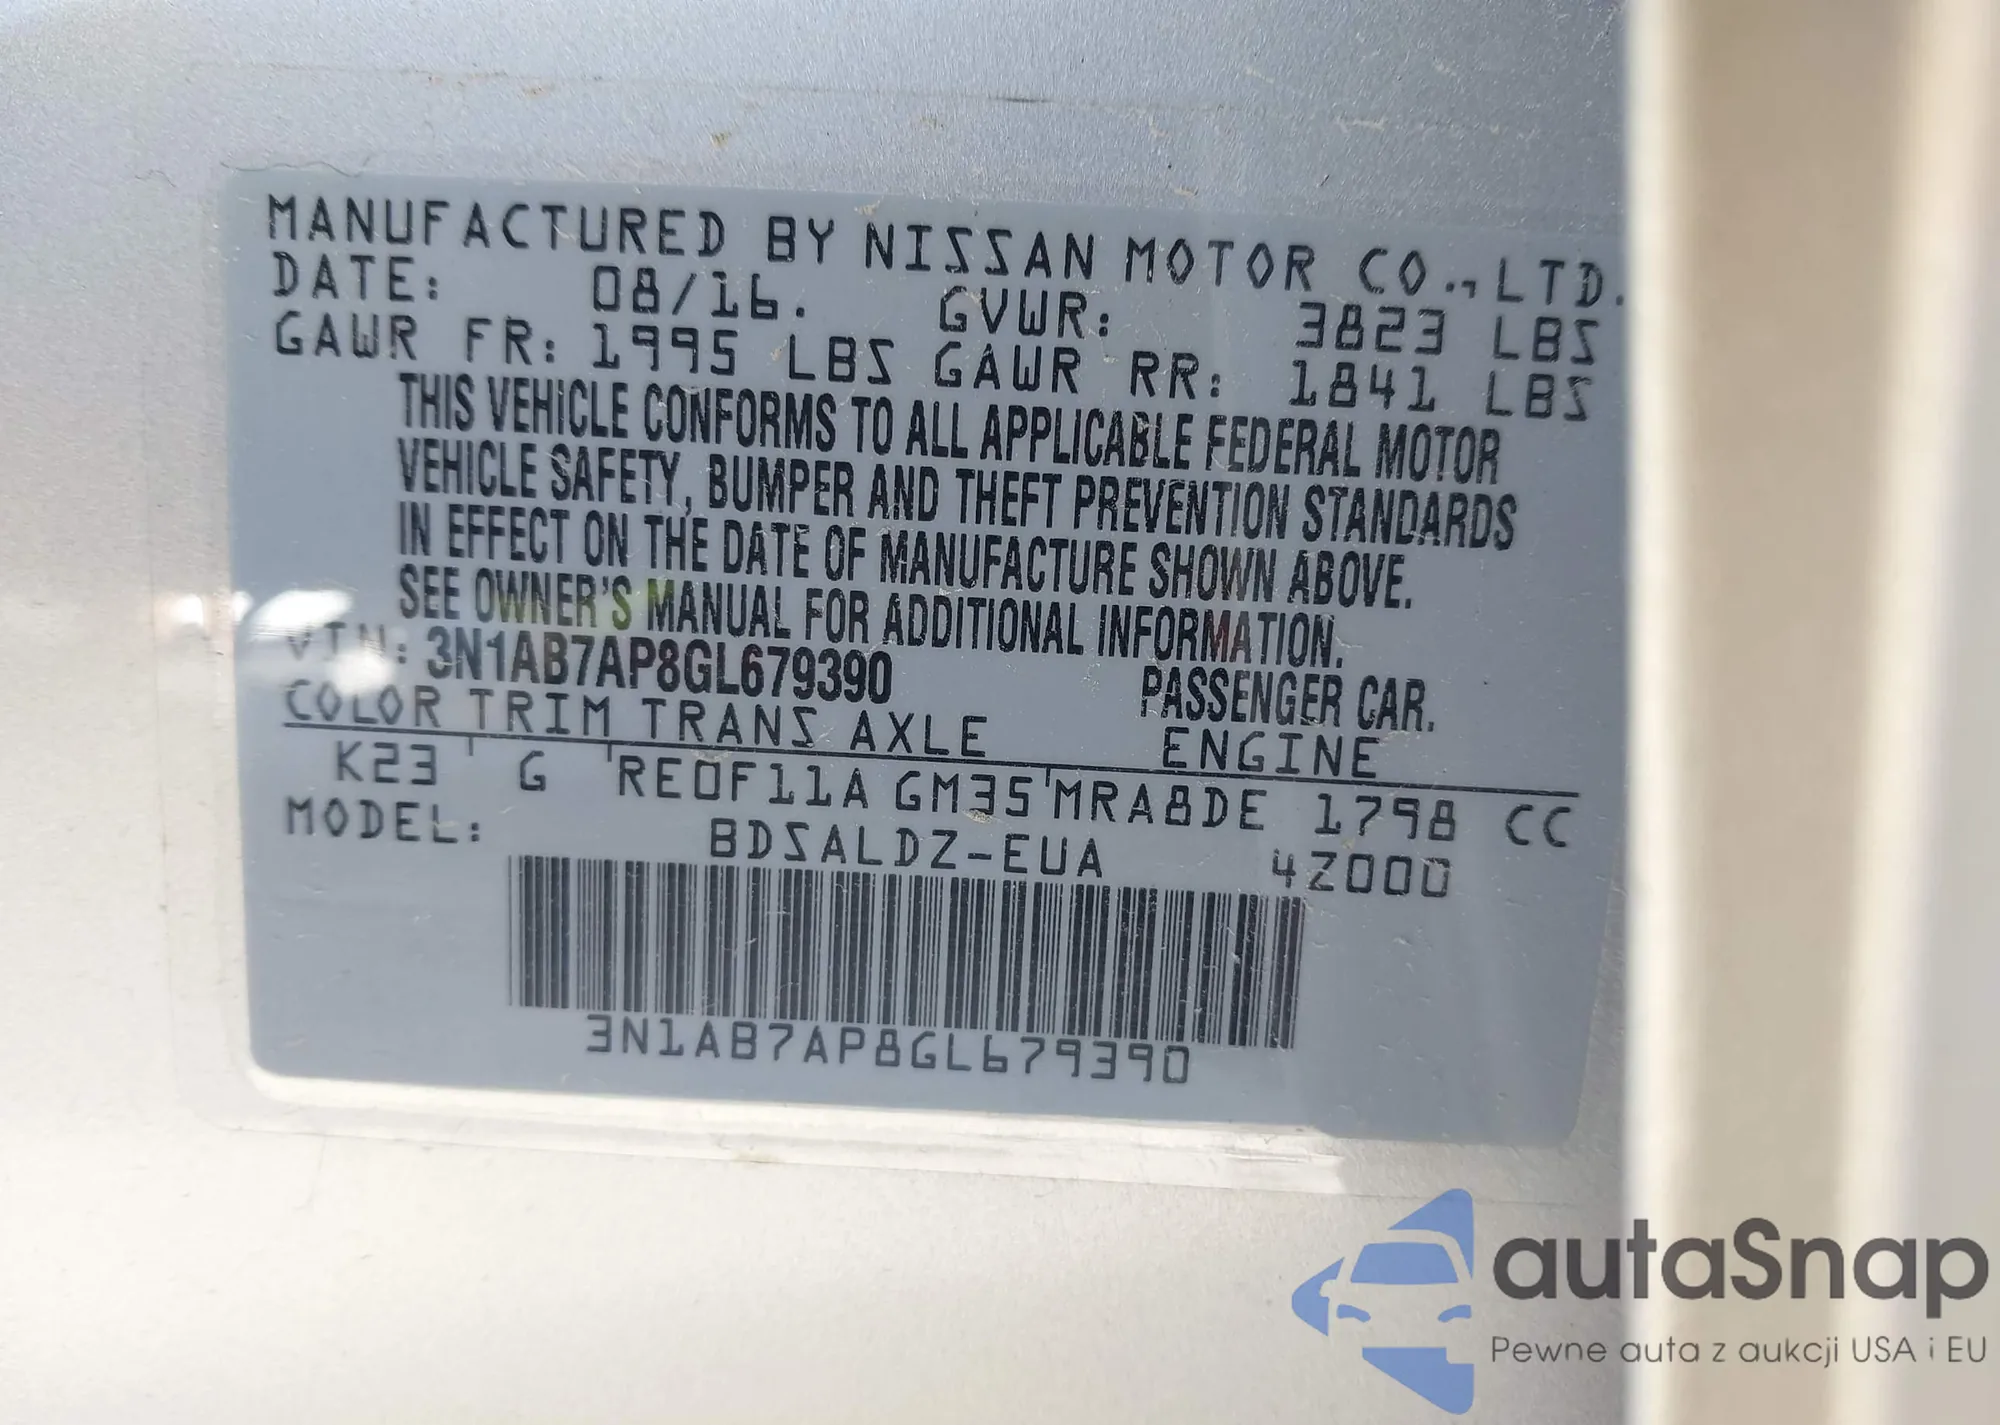 MANUFACTURED BY NISSAN MOTOR CO., LTD.
DATE: 08/16. GVWR: 3823 LBS
GAWR FR: 1995 LBS GAWR RR: 1841 LBS
THIS VEHICLE CONFORMS TO ALL APPLICABLE FEDERAL MOTOR
VEHICLE SAFETY, BUMPER AND THEFT PREVENTION STANDARDS
IN EFFECT ON THE DATE OF MANUFACTURE SHOWN ABOVE.
SEE OWNER'S MANUAL FOR ADDITIONAL INFORMATION.
VIN: 3N1AB7AP8GL679390 PASSENGER CAR.
COLOR TRIM TRANS AXLE ENGINE
K23 G RE0F11A GM35 MRA8DE 1798 CC
MODEL: BDSALDZ-EUA 4Z000
3N1AB7AP8GL679390
autaSnap
Pewne auta z aukcji USA i EU